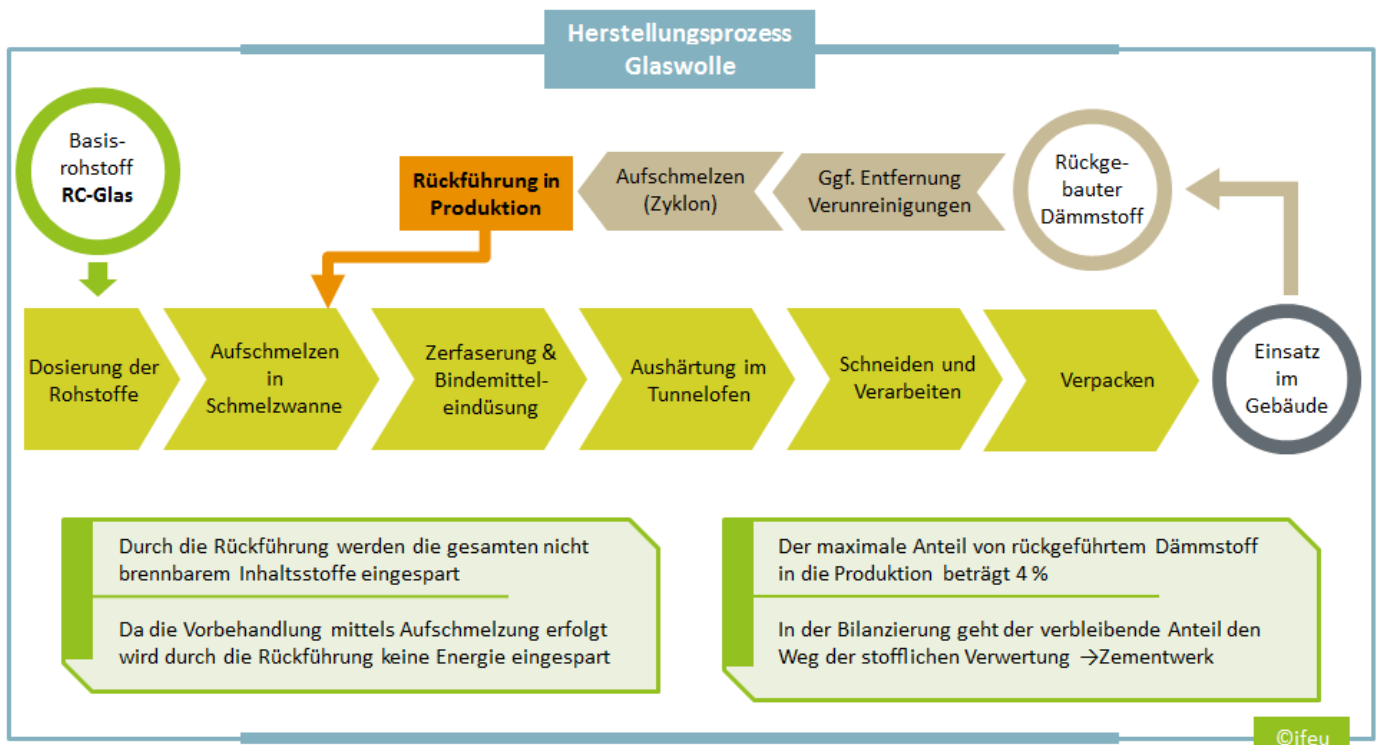 Herstellungsprozess
Glaswolle
Basis-
rohstoff
RC-Glas
Rückführung in
Produktion
Aufschmelzen
(Zyklon)
Ggf. Entfernung
Verunreinigungen
Rückge-
bauter
Dämmstoff
Dosierung der
Rohstoffe
Aufschmelzen
in
Schmelzwanne
Zerfaserung &
Bindemittel-
eindüsung
Aushärtung im
Tunnelofen
Schneiden und
Verarbeiten
Verpacken
Einsatz
im
Gebäude
Durch die Rückführung werden die gesamten nicht
brennbarem Inhaltsstoffe eingespart
Da die Vorbehandlung mittels Aufschmelzung erfolgt
wird durch die Rückführung keine Energie eingespart
Der maximale Anteil von rückgeführtem Dämmstoff
in die Produktion beträgt 4 %
In der Bilanzierung geht der verbleibende Anteil den
Weg der stofflichen Verwertung →Zementwerk
©ifeu